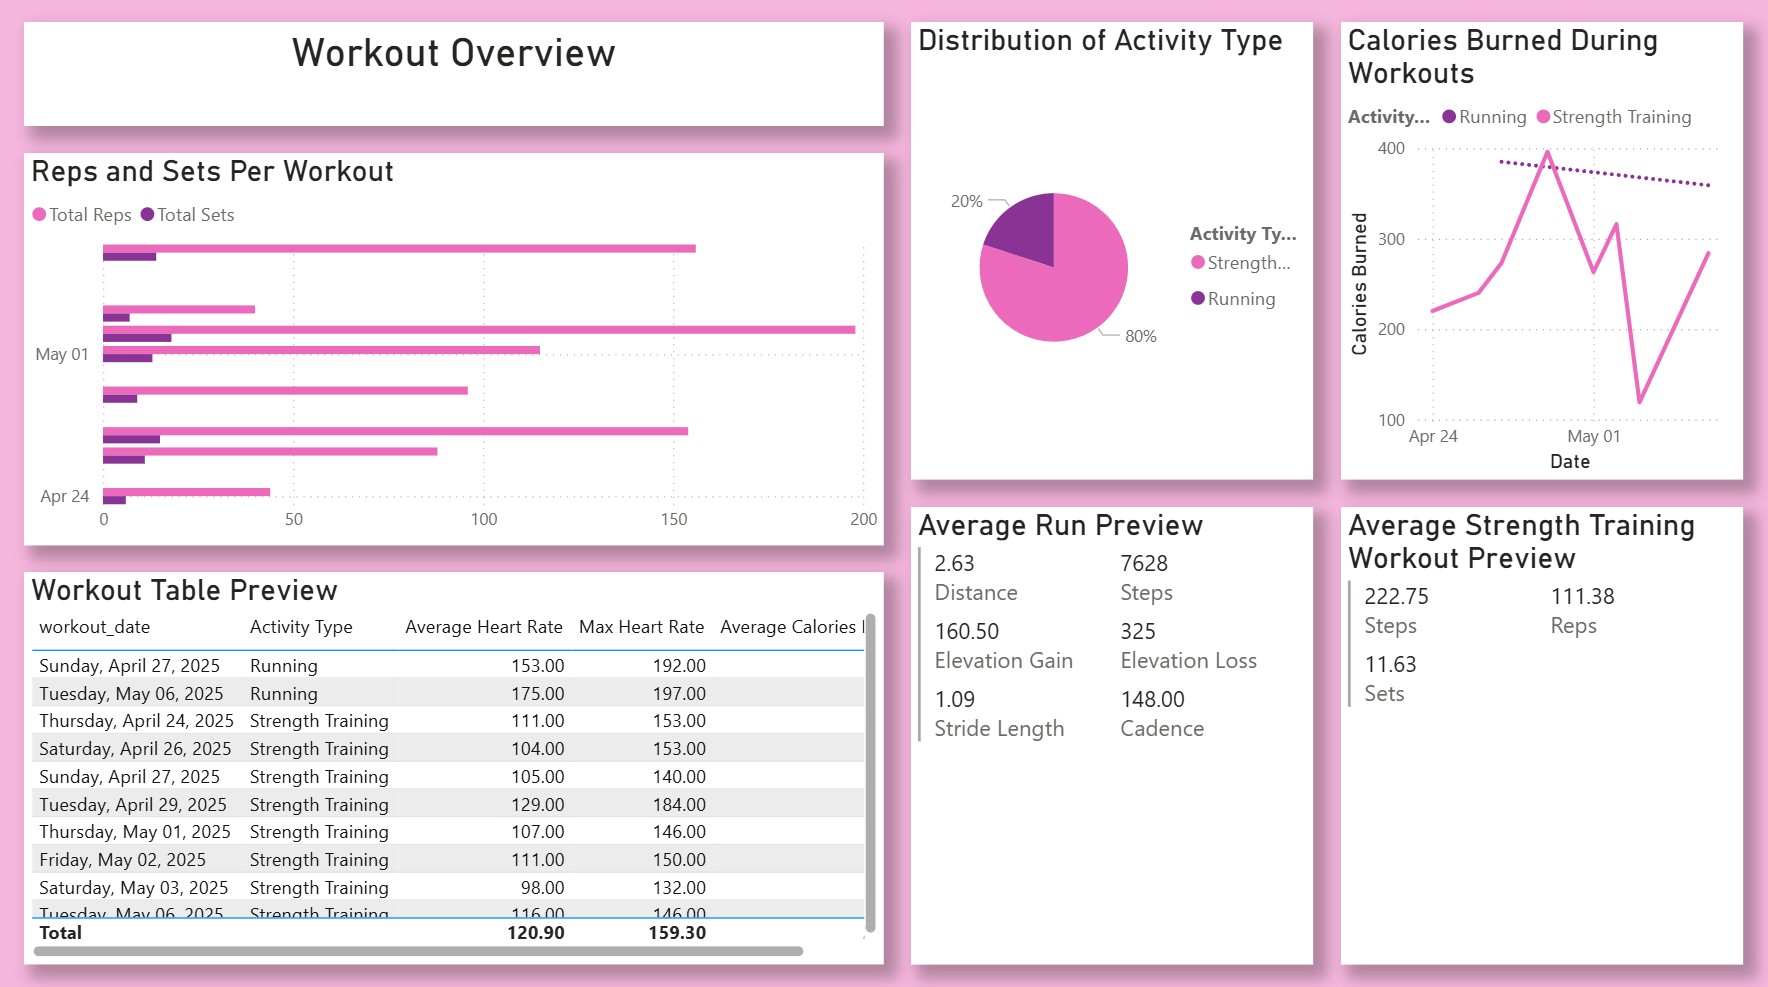 Workout Overview
Reps and Sets Per Workout
Total Reps Total Sets
May 01
Apr 24
0 50 100 150 200
Workout Table Preview
workout_date Activity Type Average Heart Rate Max Heart Rate Average Calories
Sunday, April 27, 2025 Running 153.00 192.00
Tuesday, May 06, 2025 Running 175.00 197.00
Thursday, April 24, 2025 Strength Training 111.00 153.00
Saturday, April 26, 2025 Strength Training 104.00 153.00
Sunday, April 27, 2025 Strength Training 105.00 140.00
Tuesday, April 29, 2025 Strength Training 129.00 184.00
Thursday, May 01, 2025 Strength Training 107.00 146.00
Friday, May 02, 2025 Strength Training 111.00 150.00
Saturday, May 03, 2025 Strength Training 98.00 132.00
Tuesday, May 06, 2025 Strength Training 116.00 146.00
Total 120.90 159.30
Distribution of Activity Type
20%
80%
Activity Ty...
Strength...
Running
Calories Burned During
Workouts
Activity... Running Strength Training
Calories Burned
400
300
200
100
Apr 24 May 01
Date
Average Run Preview
2.63 7628
Distance Steps
160.50 325
Elevation Gain Elevation Loss
1.09 148.00
Stride Length Cadence
Average Strength Training
Workout Preview
222.75 111.38
Steps Reps
11.63
Sets